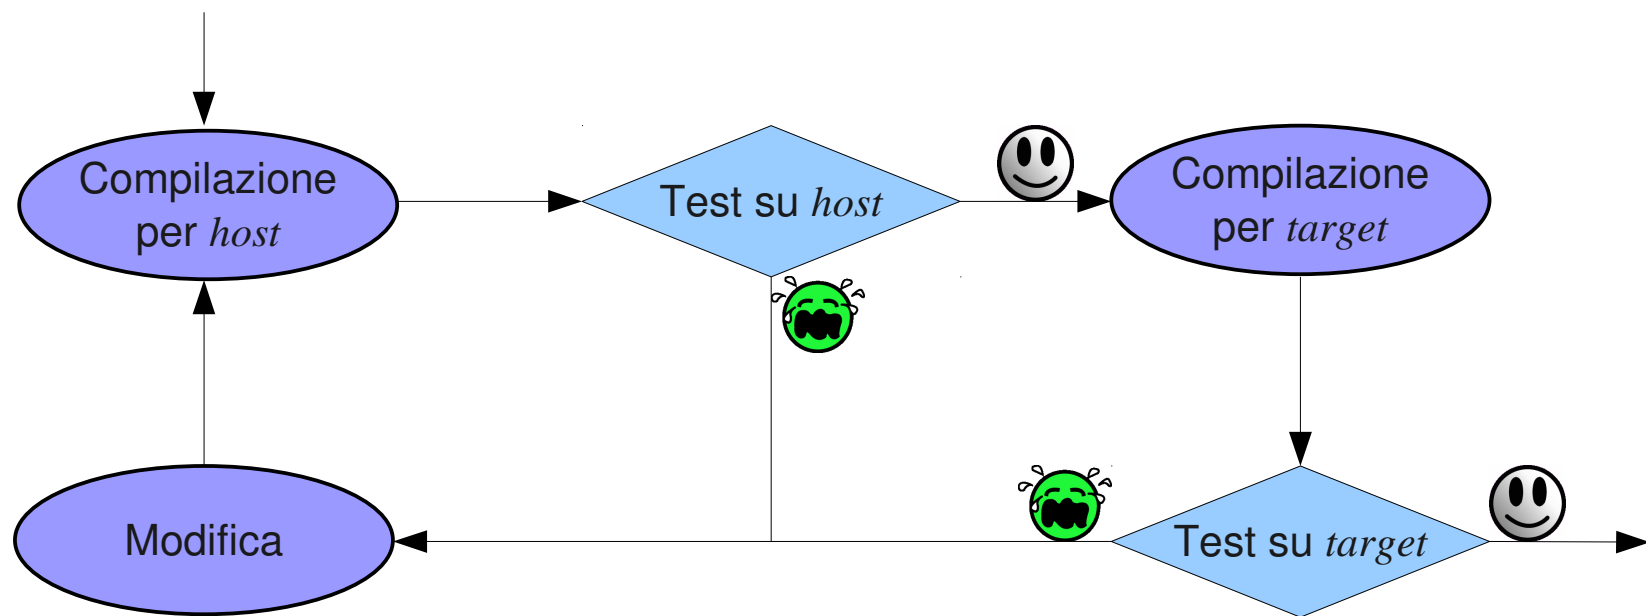 Compilazione
per host
Test su host
Compilazione
per target
Modifica
Test su target